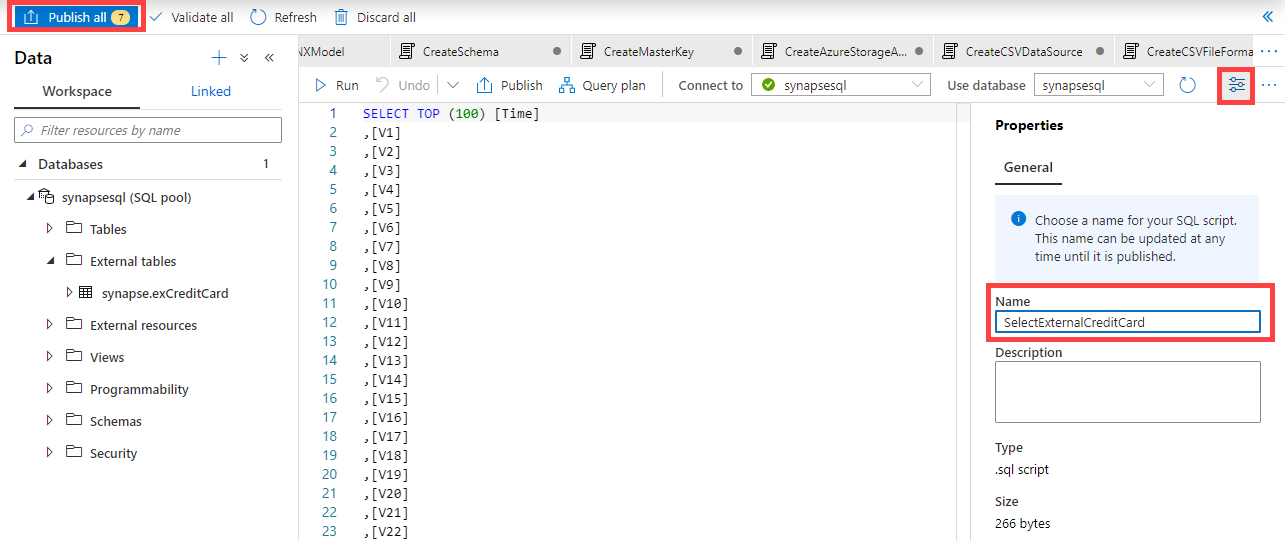 Publish all 7 Validate all Refresh Discard all
Data
Workspace Linked
Filter resources by name
Databases 1
synapsesql (SQL pool)
Tables
External tables
synapse.exCreditCard
External resources
Views
Programmability
Schemas
Security
NXModel CreateSchema CreateMasterKey CreateAzureStorageA... CreateCSVDataSource CreateCSVFileForma
Run Undo Publish Query plan Connect to synapsesql Use database synapsesql
1 SELECT TOP (100) [Time]
2 ,[V1]
3 ,[V2]
4 ,[V3]
5 ,[V4]
6 ,[V5]
7 ,[V6]
8 ,[V7]
9 ,[V8]
10 ,[V9]
11 ,[V10]
12 ,[V11]
13 ,[V12]
14 ,[V13]
15 ,[V14]
16 ,[V15]
17 ,[V16]
18 ,[V17]
19 ,[V18]
20 ,[V19]
21 ,[V20]
22 ,[V21]
23 ,[V22]
Properties
General
Choose a name for your SQL script.
This name can be updated at any
time until it is published.
Name
SelectExternalCreditCard
Description
Type
.sql script
Size
266 bytes